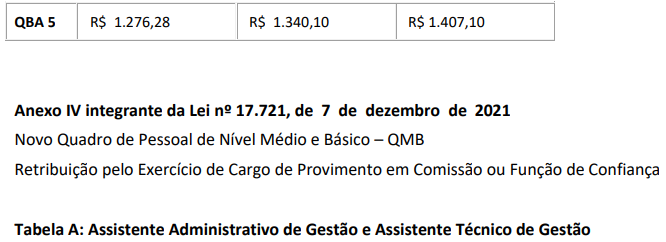 QBA 5 R$ 1.276,28 R$ 1.340,10 R$ 1.407,10
Anexo IV integrante da Lei nº 17.721, de 7 de dezembro de 2021
Novo Quadro de Pessoal de Nível Médio e Básico – QMB
Retribuição pelo Exercício de Cargo de Provimento em Comissão ou Função de Confiança
Tabela A: Assistente Administrativo de Gestão e Assistente Técnico de Gestão